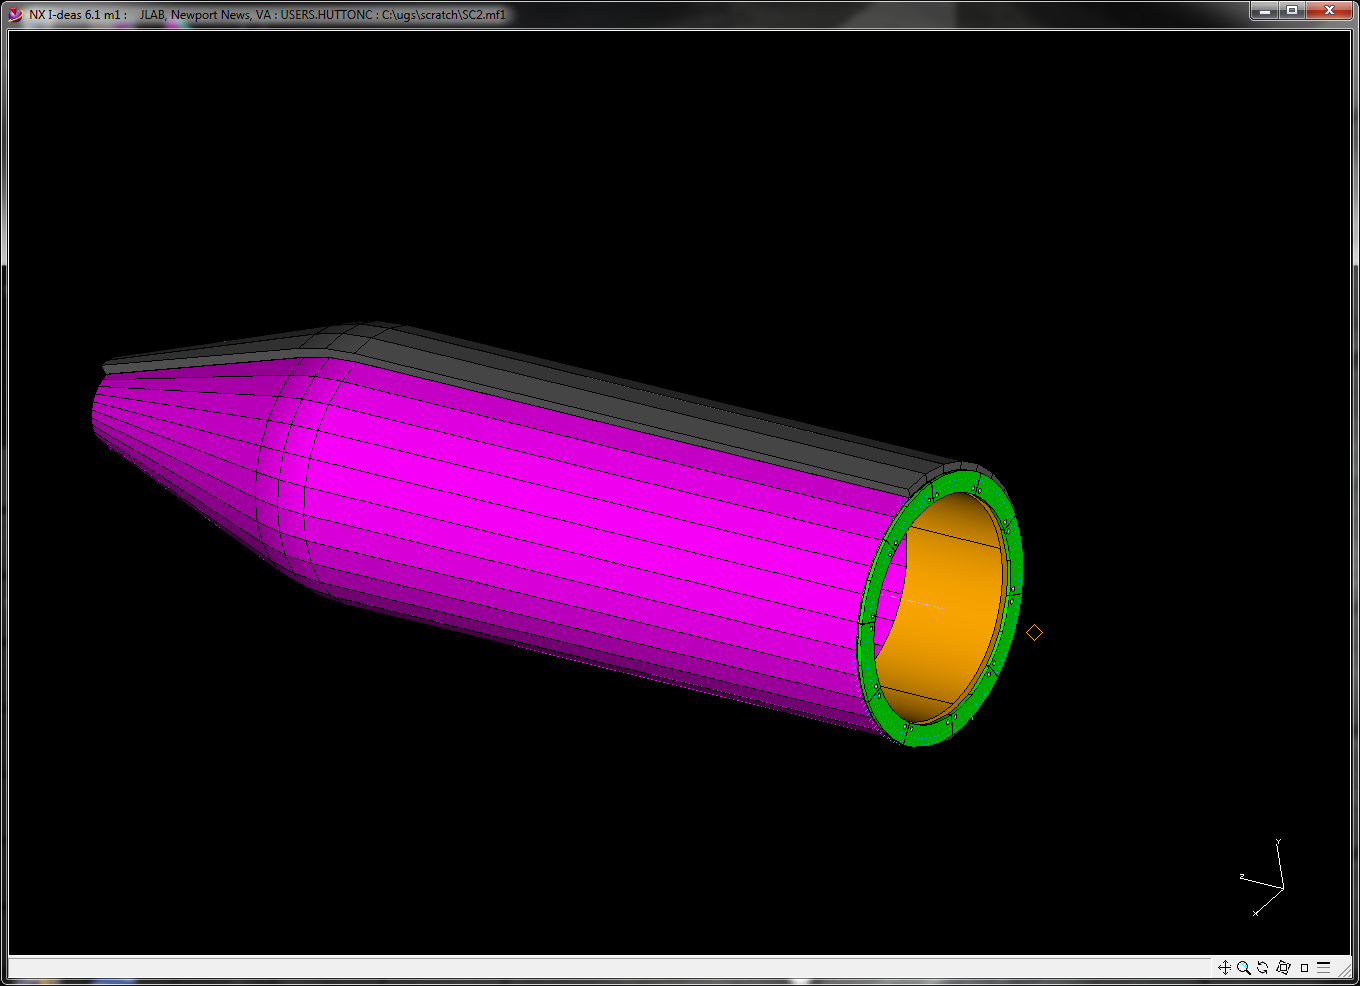 NX I-deas 6.1 m1 :    JLAB, Newport News, VA : USERS.HUTTONC : C:\ugs\scratch\SC2.mf1
Y
Z
X